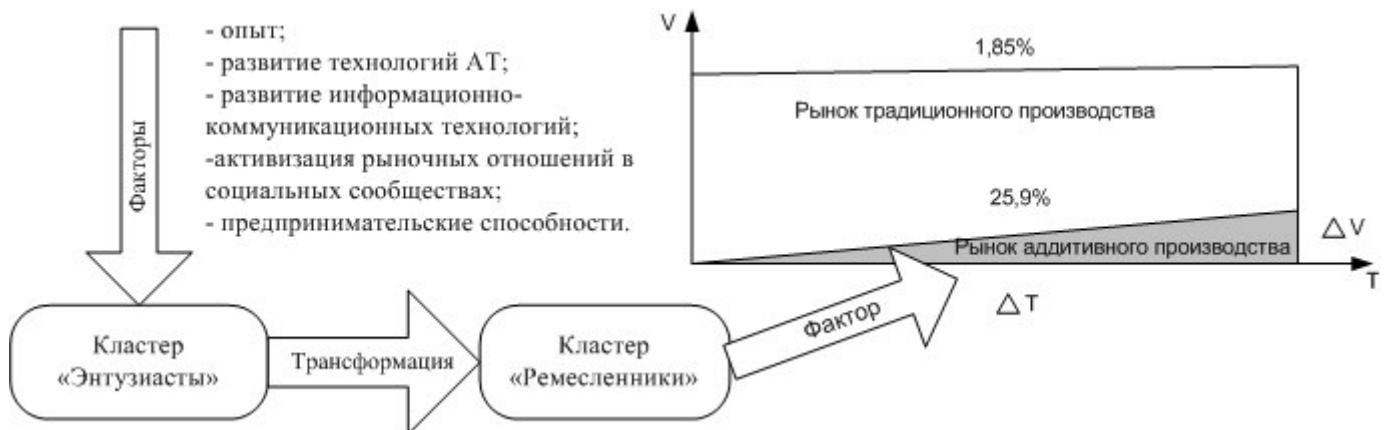 Факторы
- опыт;
- развитие технологий АТ;
- развитие информационно-
коммуникационных технологий;
-активизация рыночных отношений в
социальных сообществах;
- предпринимательские способности.
V
1,85%
Рынок традиционного производства
25,9%
Рынок аддитивного производства
△ V
T
△ T
Кластер
«Энтузиасты»
Трансформация
Кластер
«Ремесленники»
Фактор